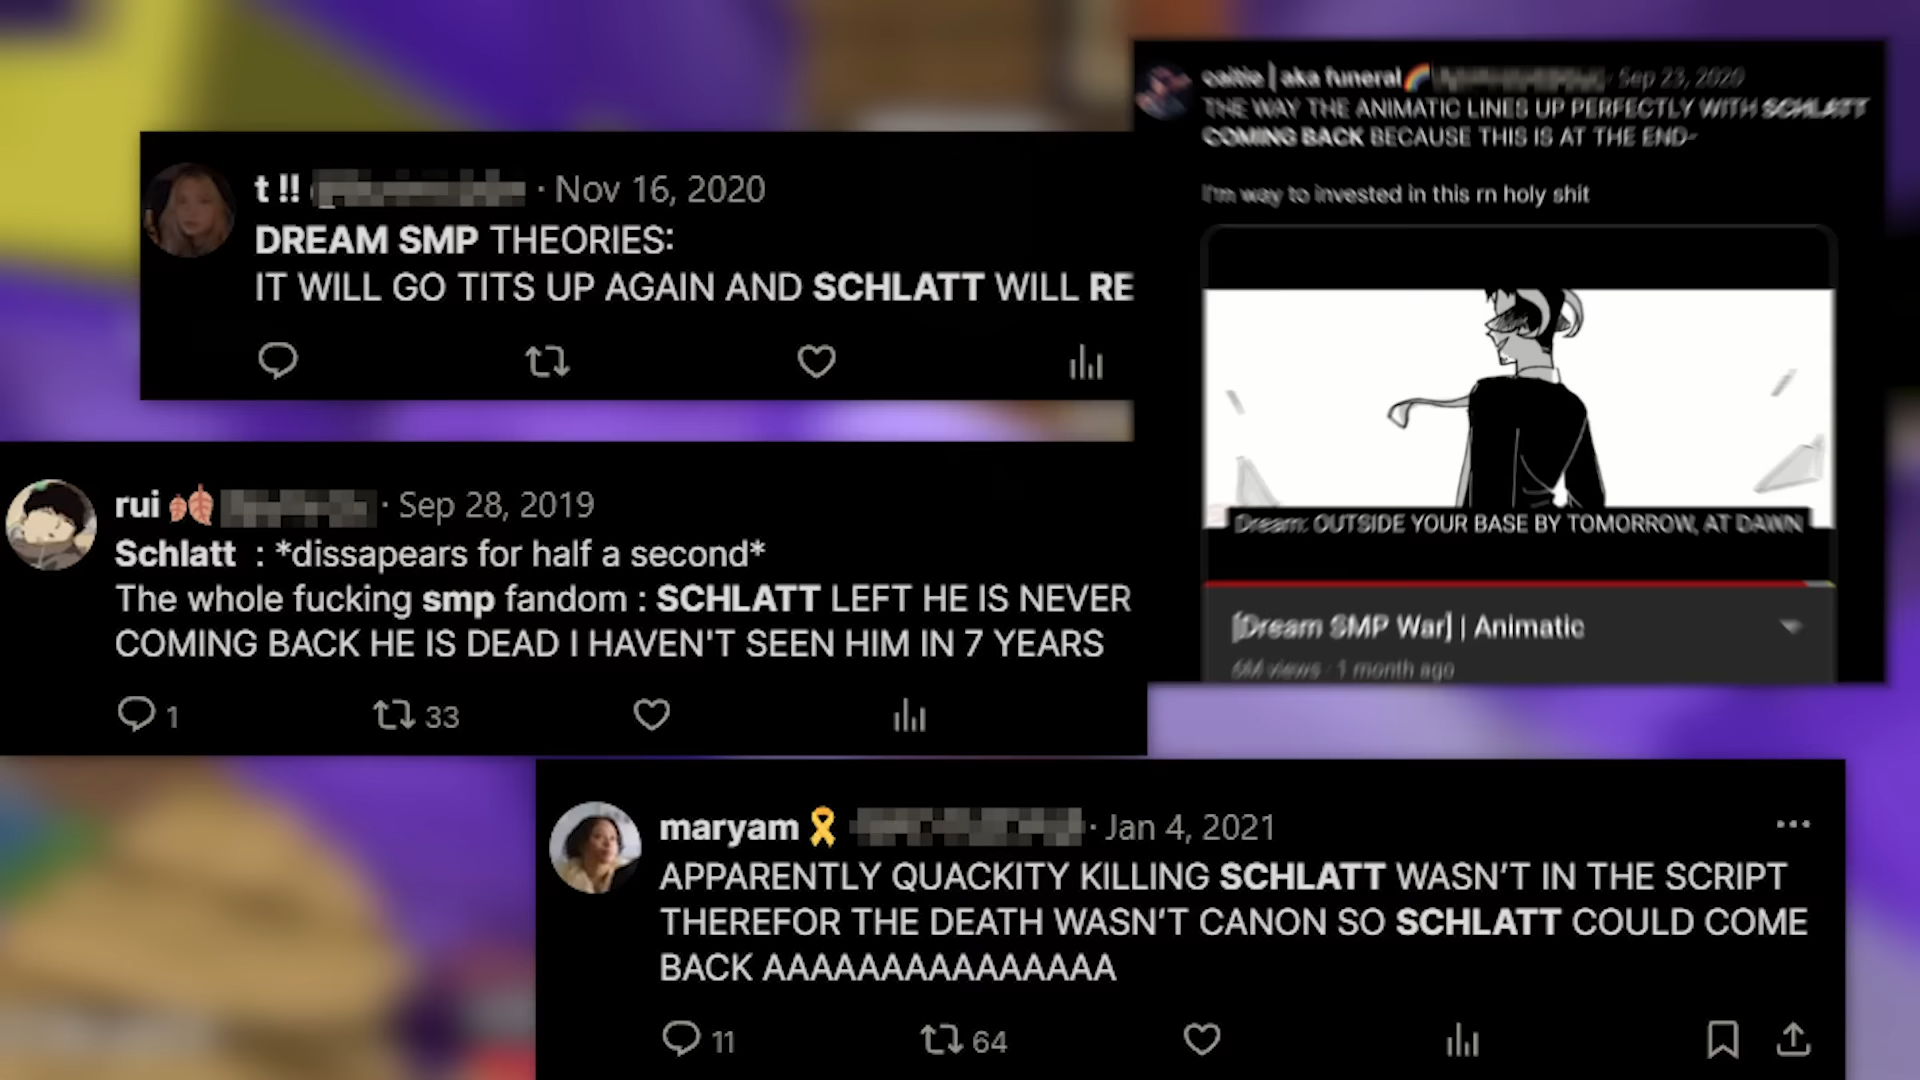 t !! · Nov 16, 2020
DREAM SMP THEORIES:
IT WILL GO TITS UP AGAIN AND SCHLATT WILL RE
caitie | aka funeral🌈 · Sep 23, 2020
THE WAY THE ANIMATIC LINES UP PERFECTLY WITH SCHLATT
COMING BACK BECAUSE THIS IS AT THE END-
I'm way to invested in this rn holy shit
Dream: OUTSIDE YOUR BASE BY TOMORROW, AT DAWN
[Dream SMP War] | Animatic
6M views · 1 month ago
rui 🍂 · Sep 28, 2019
Schlatt : *dissapears for half a second*
The whole fucking smp fandom : SCHLATT LEFT HE IS NEVER
COMING BACK HE IS DEAD I HAVEN'T SEEN HIM IN 7 YEARS
1 33
maryam 🎗 · Jan 4, 2021
APPARENTLY QUACKITY KILLING SCHLATT WASN'T IN THE SCRIPT
THEREFOR THE DEATH WASN'T CANON SO SCHLATT COULD COME
BACK AAAAAAAAAAAAAAA
11 64